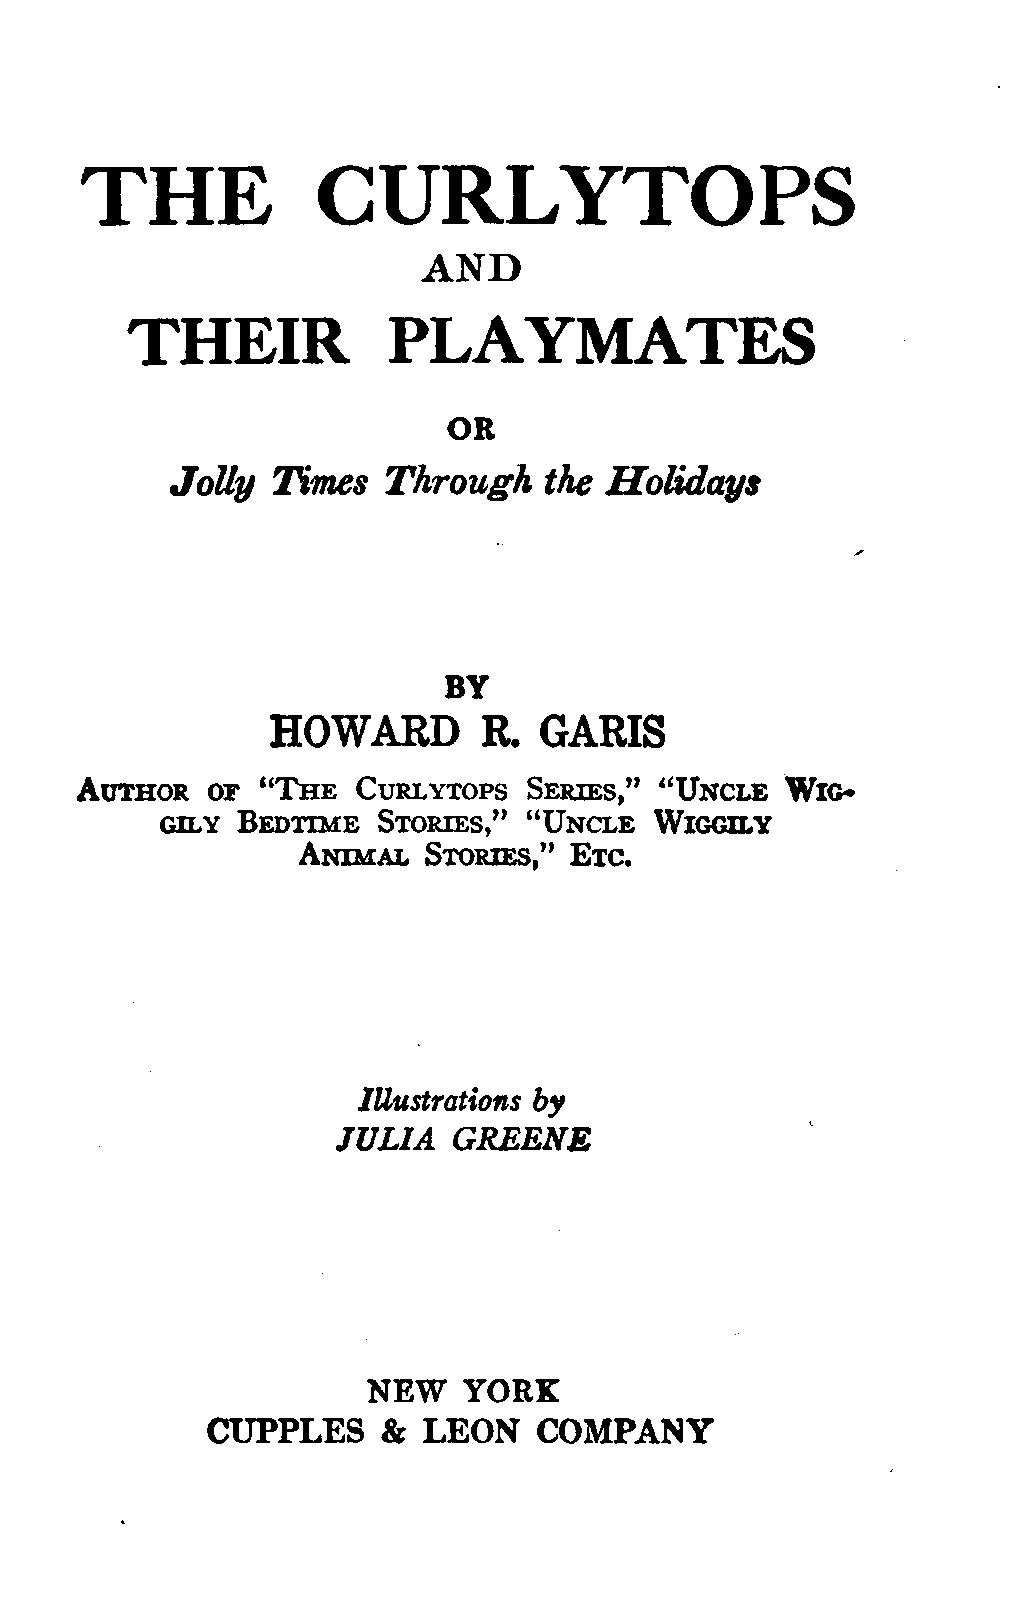 THE CURLYTOPS
AND
THEIR PLAYMATES
OR
Jolly Times Through the Holidays
BY
HOWARD R. GARIS
AUTHOR OF "THE CURLYTOPS SERIES," "UNCLE WIG-
GILY BEDTIME STORIES," "UNCLE WIGGILY
ANIMAL STORIES," ETC.
Illustrations by
JULIA GREENE
NEW YORK
CUPPLES & LEON COMPANY